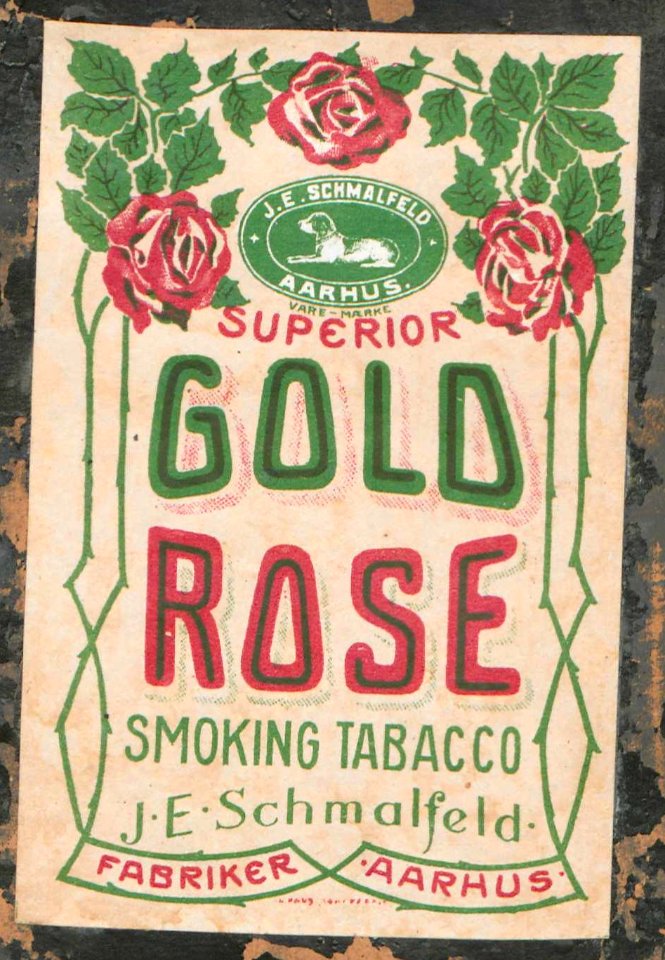 J.E.SCHMALFELD
AARHUS.
VARE-MÆRKE
SUPERIOR
GOLD
ROSE
SMOKING TABACCO
J·E·Schmalfeld·
FABRIKER ·AARHUS·